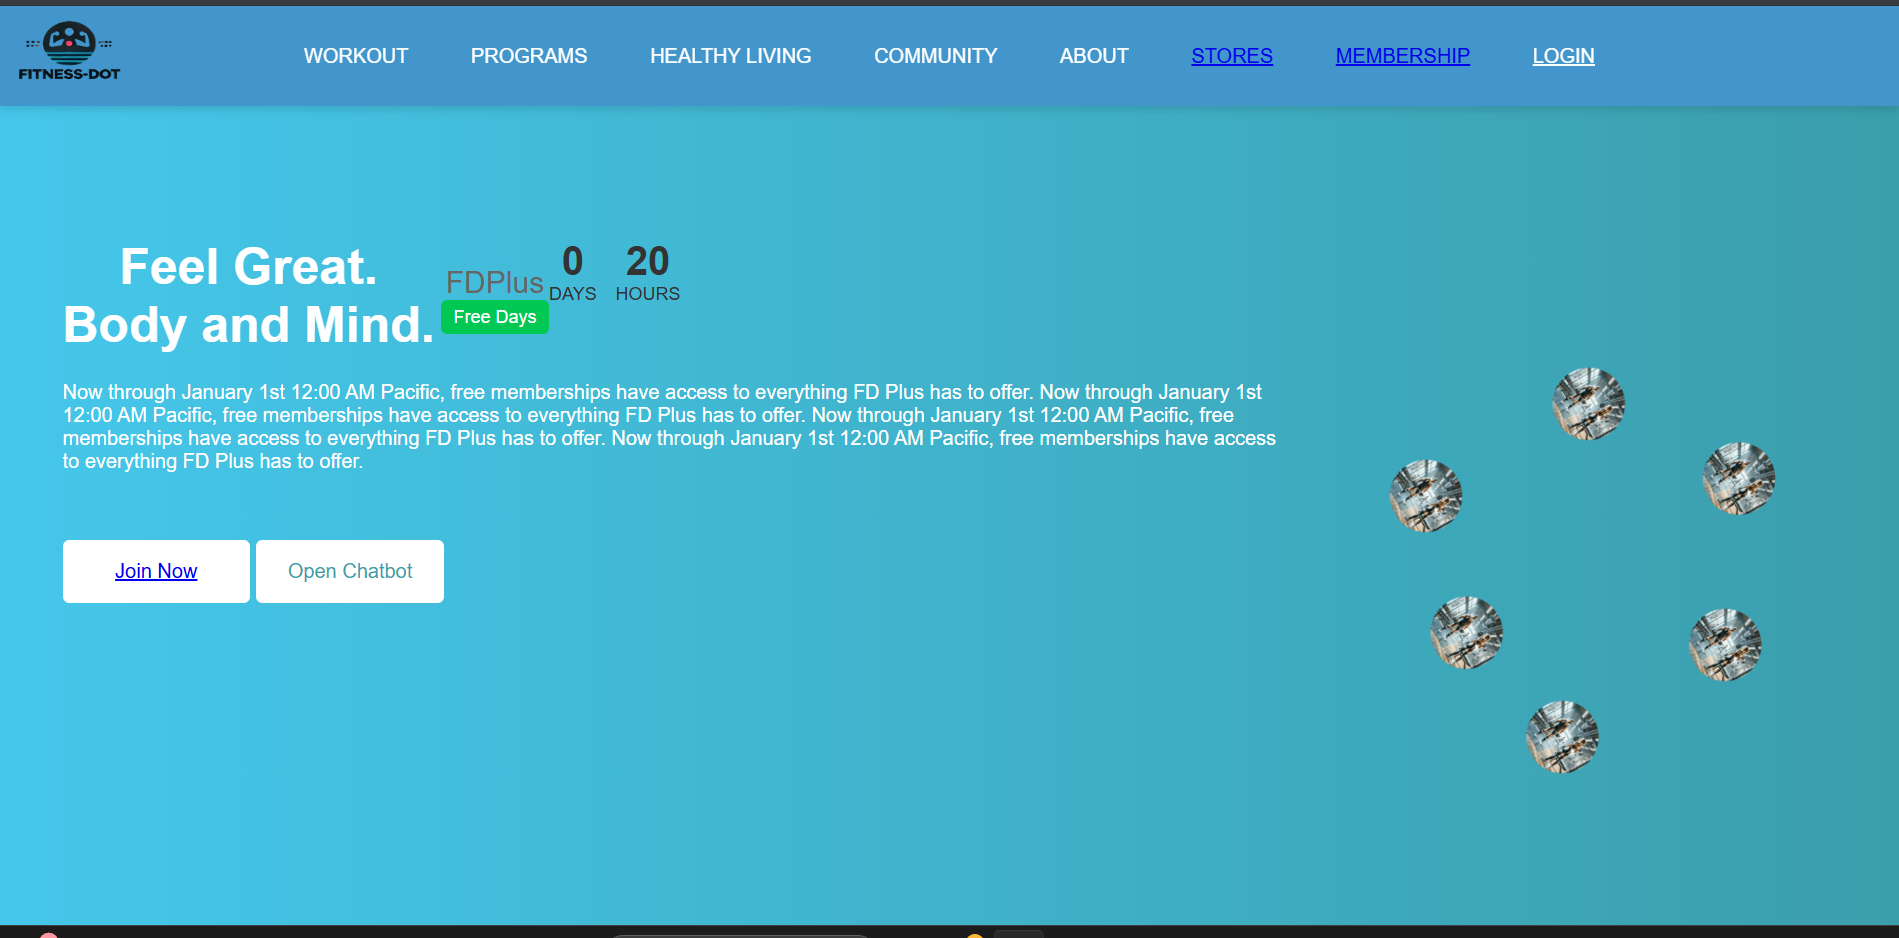 FITNESS-DOT
WORKOUT
PROGRAMS
HEALTHY LIVING
COMMUNITY
ABOUT
STORES
MEMBERSHIP
LOGIN
Feel Great.
Body and Mind.
FDPlus
Free Days
0
DAYS
20
HOURS
Now through January 1st 12:00 AM Pacific, free memberships have access to everything FD Plus has to offer. Now through January 1st
12:00 AM Pacific, free memberships have access to everything FD Plus has to offer. Now through January 1st 12:00 AM Pacific, free
memberships have access to everything FD Plus has to offer. Now through January 1st 12:00 AM Pacific, free memberships have access
to everything FD Plus has to offer.
Join Now
Open Chatbot